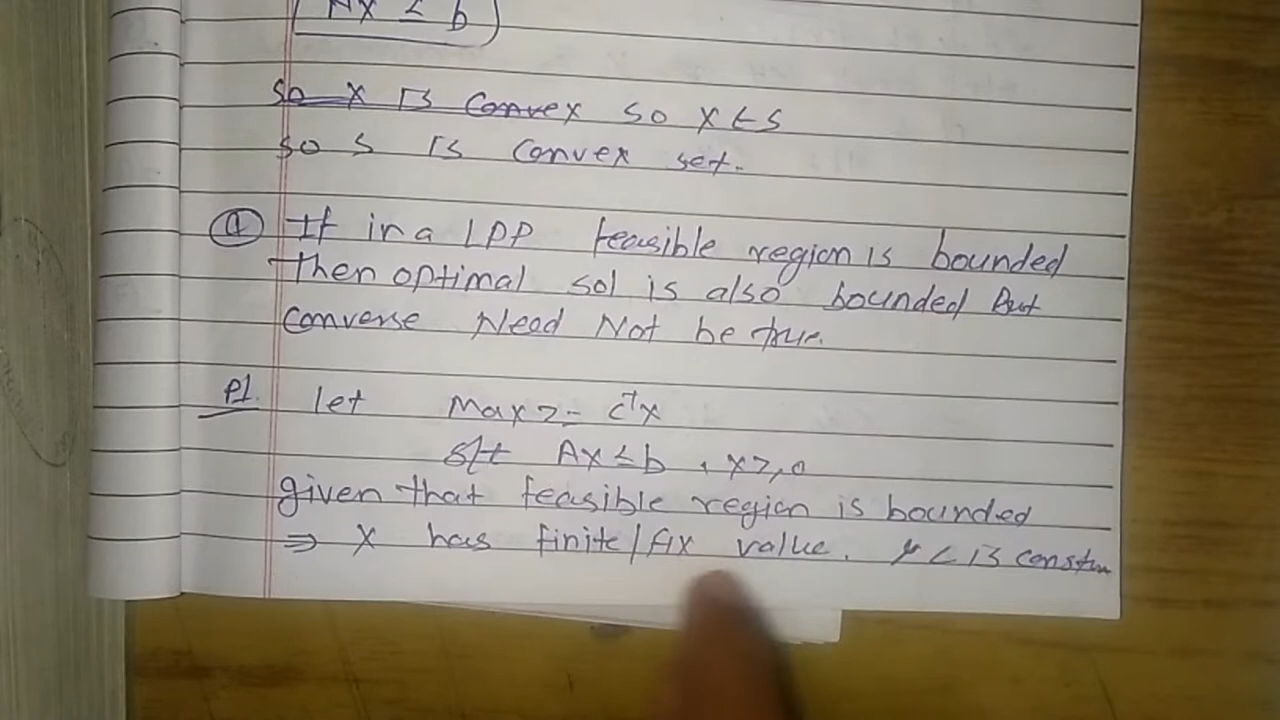 Ax ≤ b
so x is convex so x ∈ S
so S is convex set.
Q If in a LPP feasible region is bounded
then optimal sol is also bounded But
converse Need Not be true.
Pf. let Max z = cᵀx
s/t Ax ≤ b , x ≥, 0
given that feasible region is bounded
⇒ x has finite/fix value. & c is constan